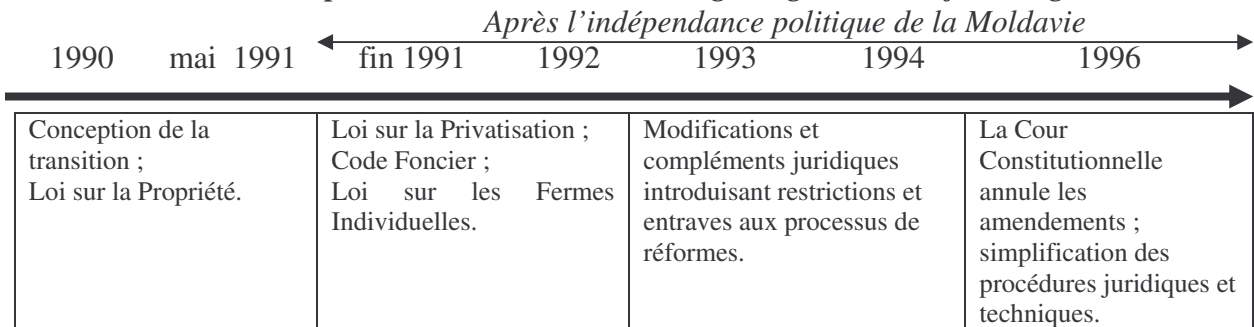 Après l'indépendance politique de la Moldavie
1990 mai 1991 fin 1991 1992 1993 1994 1996
Conception de la
transition ;
Loi sur la Propriété.
Loi sur la Privatisation ;
Code Foncier ;
Loi sur les Fermes
Individuelles.
Modifications et
compléments juridiques
introduisant restrictions et
entraves aux processus de
réformes.
La Cour
Constitutionnelle
annule les
amendements ;
simplification des
procédures juridiques et
techniques.